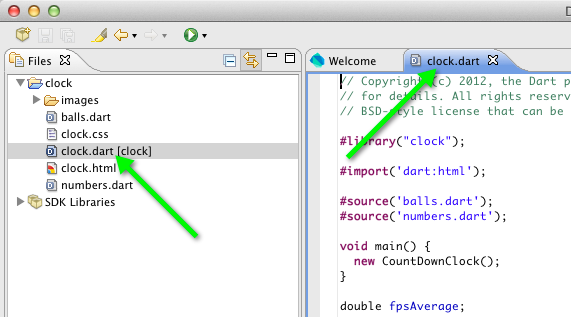 Files
clock
images
balls.dart
clock.css
clock.dart [clock]
clock.html
numbers.dart
SDK Libraries
Welcome
clock.dart
// Copyright (c) 2012, the Dart p
// for details. All rights reserv
// BSD-style license that can be
#library("clock");
#import('dart:html');
#source('balls.dart');
#source('numbers.dart');
void main() {
new CountDownClock();
}
double fpsAverage;